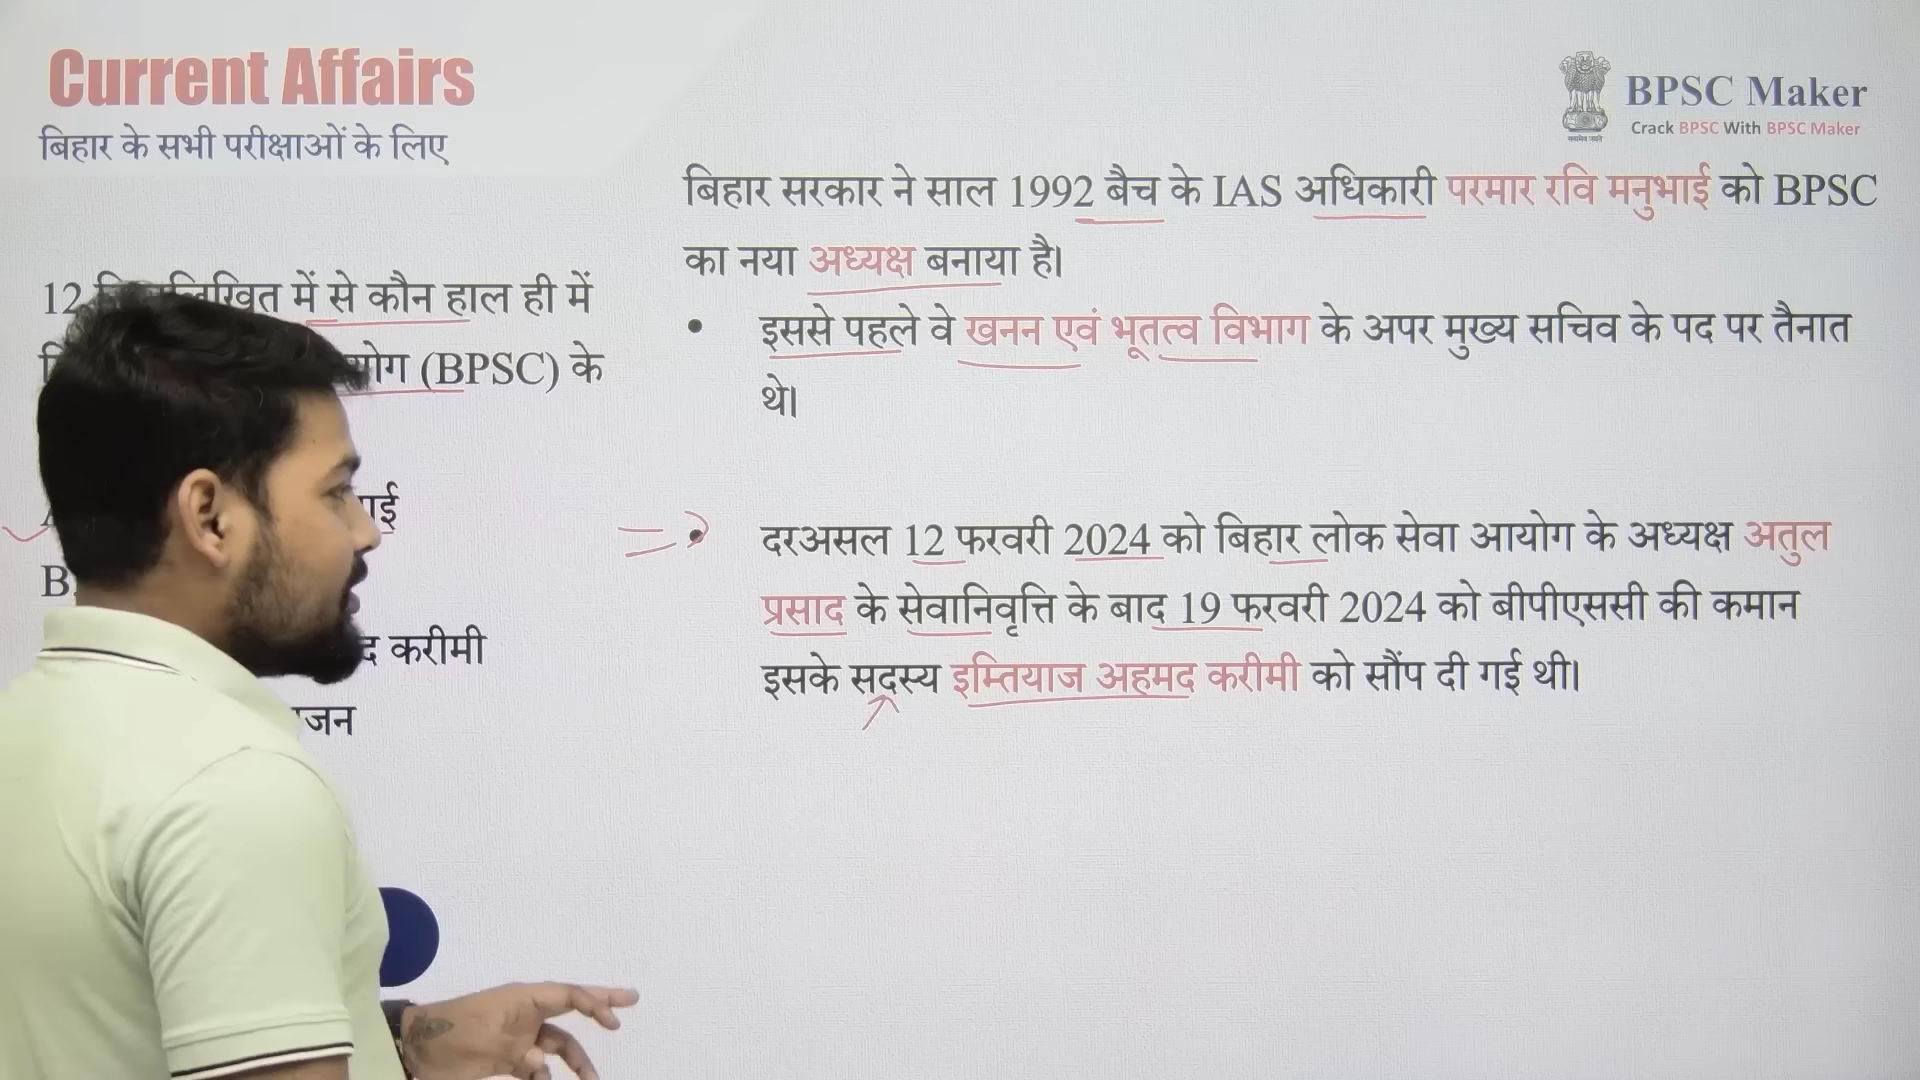 Current Affairs
बिहार के सभी परीक्षाओं के लिए
BPSC Maker
Crack BPSC With BPSC Maker
12 में से कौन हाल ही में
(BPSC) के
B.
करीमी
बिहार सरकार ने साल 1992 बैच के IAS अधिकारी परमार रवि मनुभाई को BPSC
का नया अध्यक्ष बनाया है।
• इससे पहले वे खनन एवं भूतत्व विभाग के अपर मुख्य सचिव के पद पर तैनात
थे।
• दरअसल 12 फरवरी 2024 को बिहार लोक सेवा आयोग के अध्यक्ष अतुल
प्रसाद के सेवानिवृत्ति के बाद 19 फरवरी 2024 को बीपीएससी की कमान
इसके सदस्य इम्तियाज अहमद करीमी को सौंप दी गई थी।